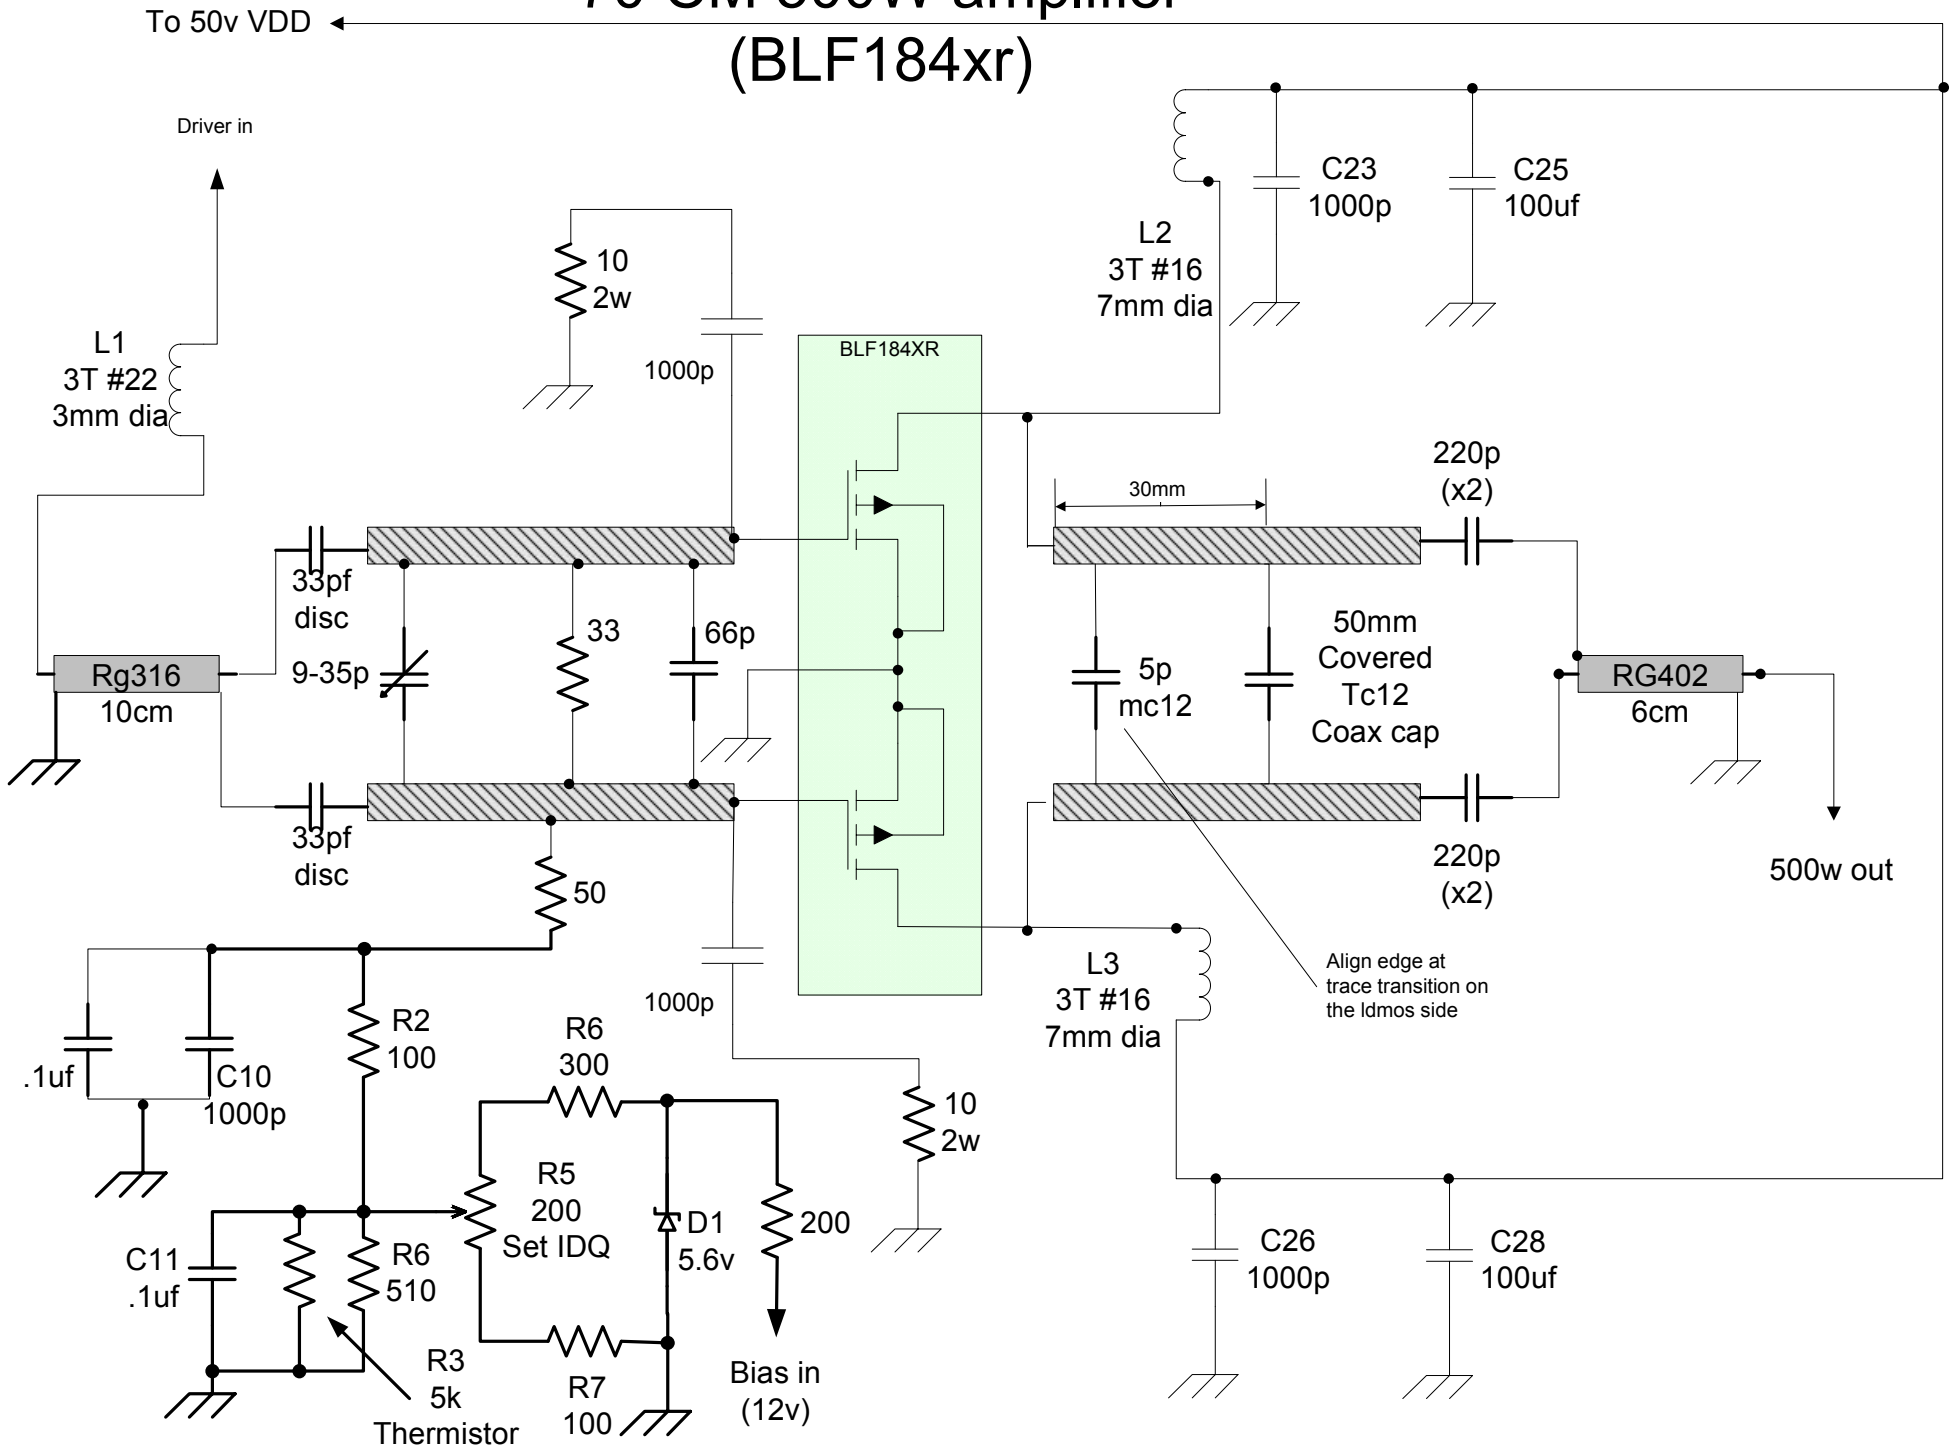 70 CM 500W amplifier
To 50v VDD
(BLF184xr)
Driver in
C23
1000p
C25
100uf
L2
3T #16
7mm dia
10
2w
L1
3T #22
3mm dia
1000p
BLF184XR
220p
(x2)
30mm
33pf
disc
9-35p
33
66p
5p
mc12
50mm
Covered
Tc12
Coax cap
Rg316
10cm
RG402
6cm
33pf
disc
50
220p
(x2)
500w out
1000p
L3
3T #16
7mm dia
Align edge at
trace transition on
the ldmos side
.1uf
C10
1000p
R2
100
R6
300
10
2w
R5
200
Set IDQ
D1
5.6v
200
C11
.1uf
R6
510
C26
1000p
C28
100uf
R3
5k
Thermistor
R7
100
Bias in
(12v)